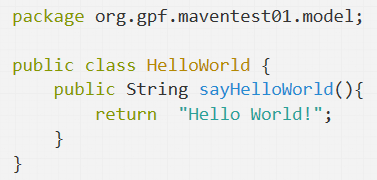 package org.gpf.maventest01.model;

public class HelloWorld {
    public String sayHelloWorld(){
        return  "Hello World!";
    }
}